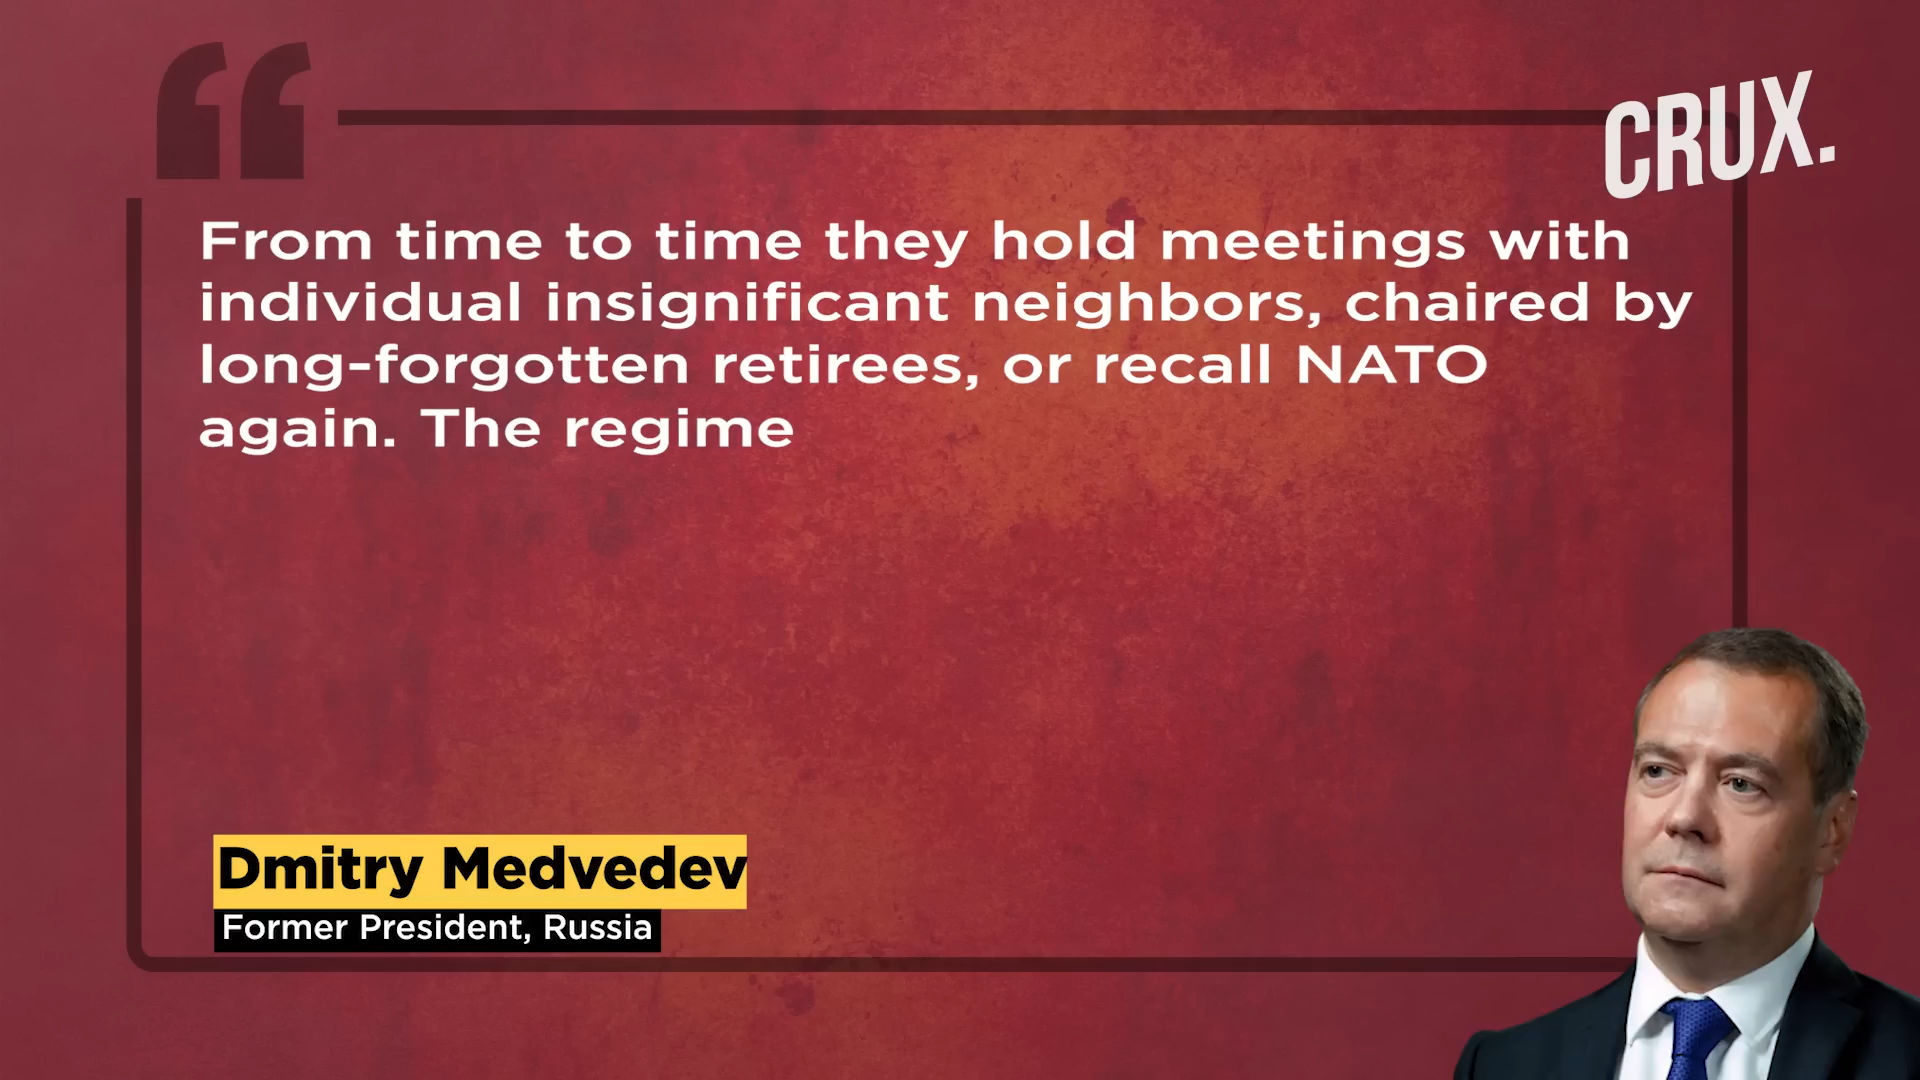 CRUX.
From time to time they hold meetings with
individual insignificant neighbors, chaired by
long-forgotten retirees, or recall NATO
again. The regime
Dmitry Medvedev
Former President, Russia